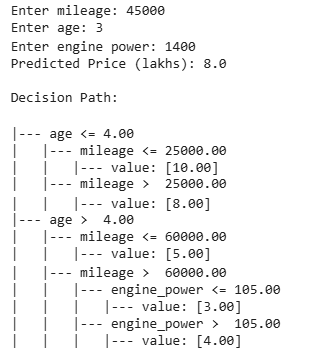 Enter mileage: 45000
Enter age: 3
Enter engine power: 1400
Predicted Price (lakhs): 8.0

Decision Path:

|--- age <= 4.00
|   |--- mileage <= 25000.00
|   |   |--- value: [10.00]
|   |--- mileage >  25000.00
|   |   |--- value: [8.00]
|--- age >  4.00
|   |--- mileage <= 60000.00
|   |   |--- value: [5.00]
|   |--- mileage >  60000.00
|   |   |--- engine_power <= 105.00
|   |   |   |--- value: [3.00]
|   |   |--- engine_power >  105.00
|   |   |   |--- value: [4.00]